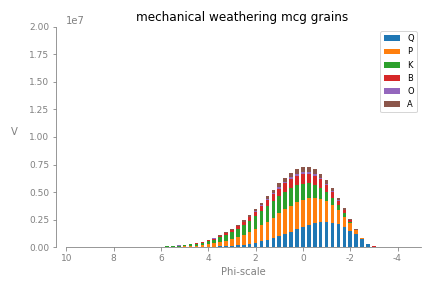 mechanical weathering mcg grains
1e7
2.00
1.75
1.50
1.25
1.00
0.75
0.50
0.25
0.00
V
Q
P
K
B
O
A
10 8 6 4 2 0 -2 -4
Phi-scale